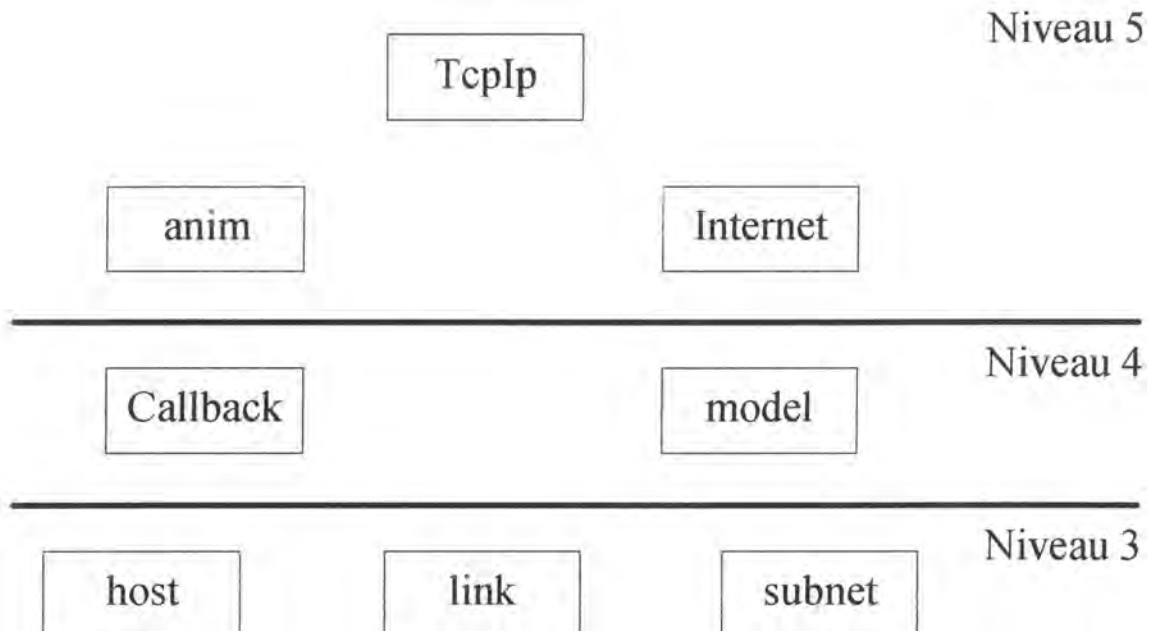 Niveau 5
TcpIp
anim Internet
Niveau 4
Callback model
Niveau 3
host link subnet